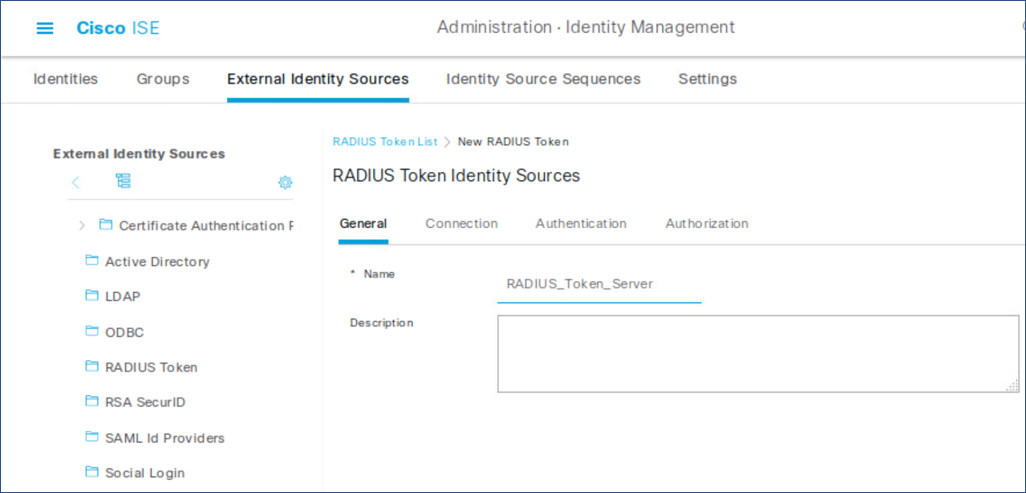 Cisco ISE
Administration · Identity Management
Identities Groups External Identity Sources Identity Source Sequences Settings
External Identity Sources
Certificate Authentication F
Active Directory
LDAP
ODBC
RADIUS Token
RSA SecurID
SAML Id Providers
Social Login
RADIUS Token List > New RADIUS Token
RADIUS Token Identity Sources
General Connection Authentication Authorization
* Name
RADIUS_Token_Server
Description